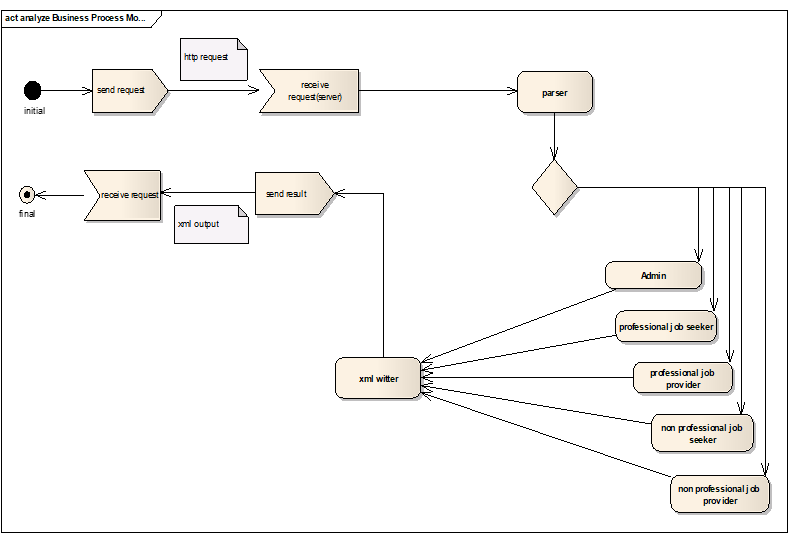 act analyze Business Process Mo...
http request
send request
receive
request(server)
parser
initial
receive request
send result
final
xml output
Admin
professional job seeker
xml witter
professional job
provider
non professional job
seeker
non professional job
provider